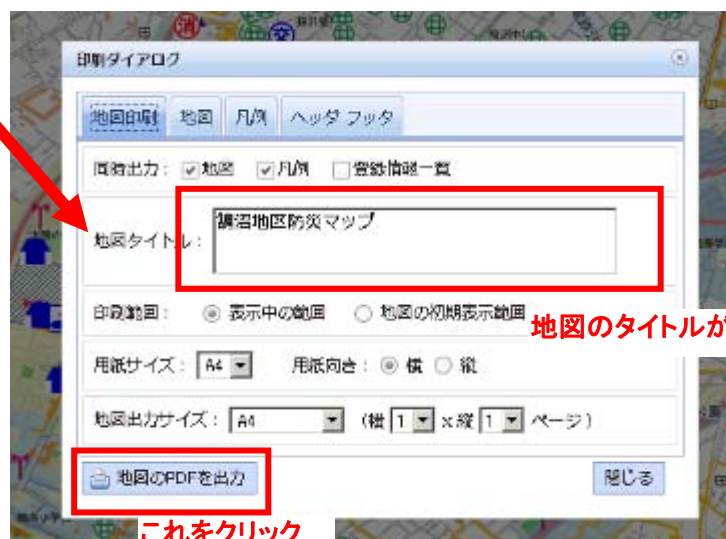 印刷ダイアログ
地図印刷 地図 凡例 ヘッダ フッタ
同時出力： 地図 凡例 登録情報一覧
地図タイトル：
鵠沼地区防災マップ
印刷範囲： 表示中の範囲 地図の初期表示範囲
地図のタイトルが
用紙サイズ： A4 用紙向き： 横 縦
地図出力サイズ： A4 （横 1 x 縦 1 ページ）
地図のPDFを出力 閉じる
これをクリック